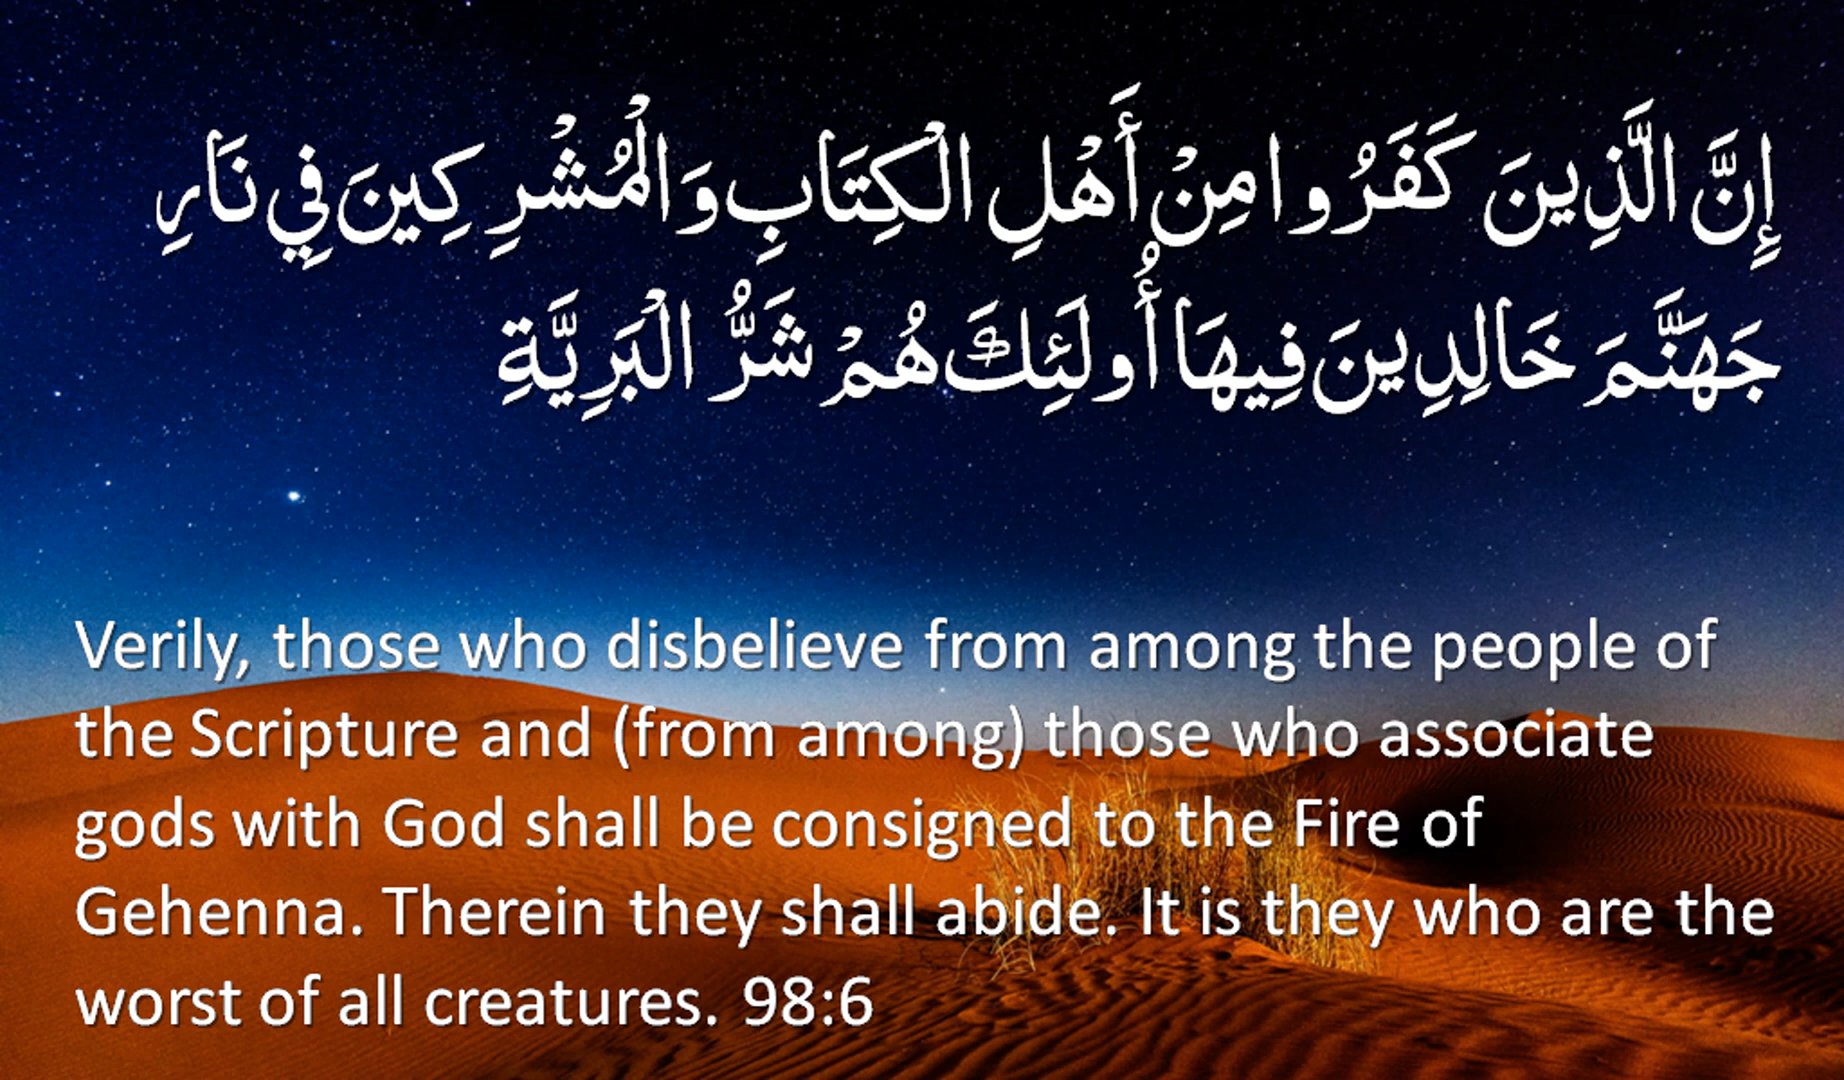 إِنَّ الَّذِينَ كَفَرُوا مِنْ أَهْلِ الْكِتَابِ وَالْمُشْرِكِينَ فِي نَارِ
جَهَنَّمَ خَالِدِينَ فِيهَا أُولَئِكَ هُمْ شَرُّ الْبَرِيَّةِ
Verily, those who disbelieve from among the people of
the Scripture and (from among) those who associate
gods with God shall be consigned to the Fire of
Gehenna. Therein they shall abide. It is they who are the
worst of all creatures. 98:6